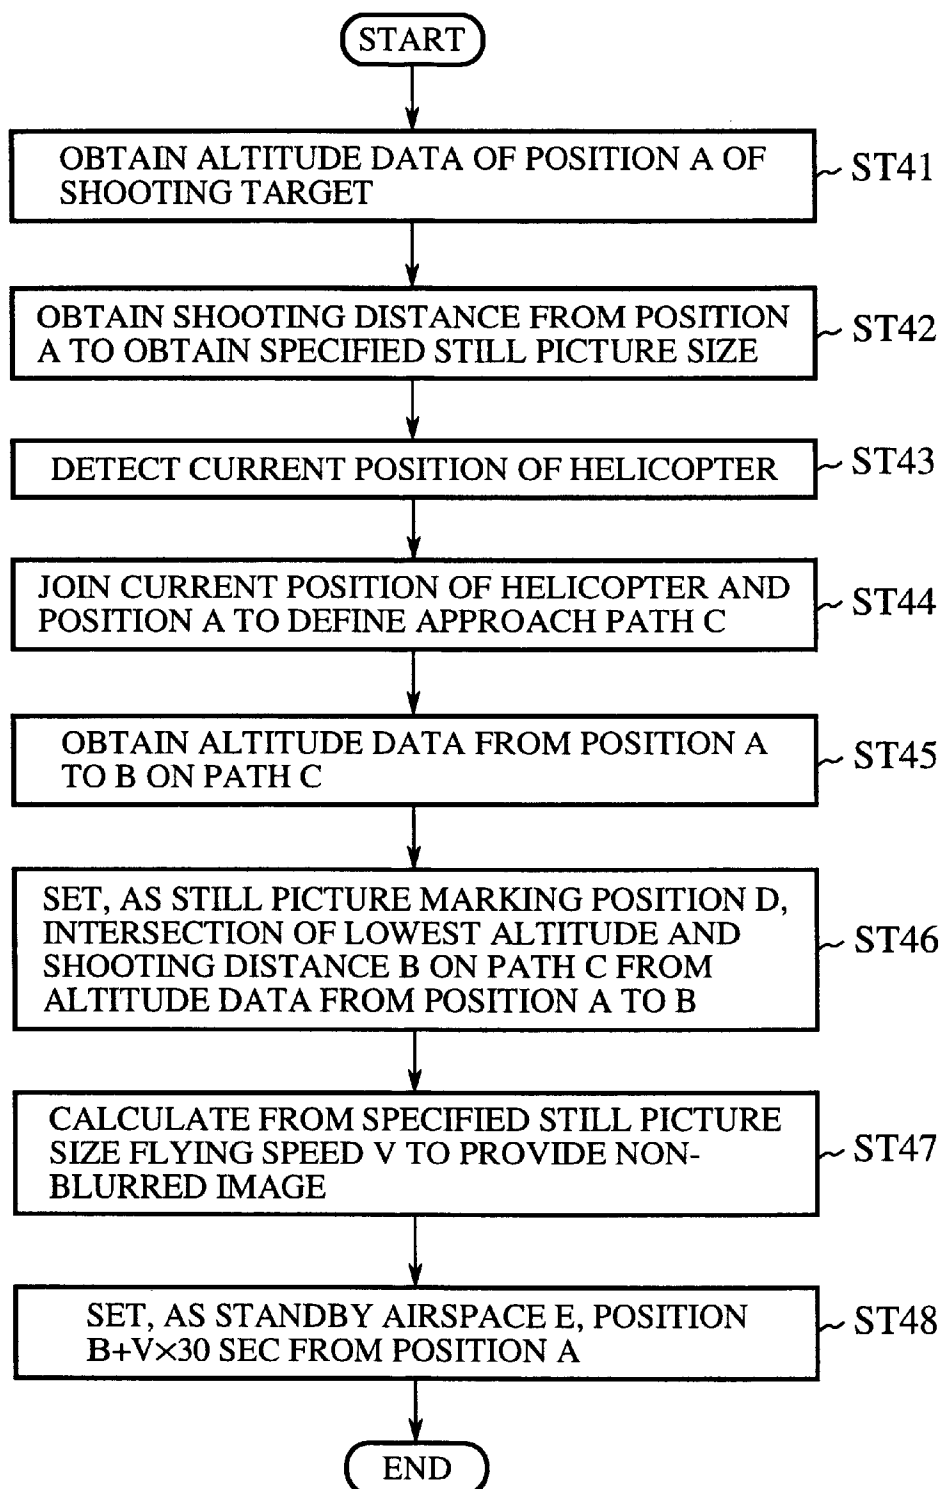 START
OBTAIN ALTITUDE DATA OF POSITION A OF
SHOOTING TARGET
ST41
OBTAIN SHOOTING DISTANCE FROM POSITION
A TO OBTAIN SPECIFIED STILL PICTURE SIZE
ST42
DETECT CURRENT POSITION OF HELICOPTER
ST43
JOIN CURRENT POSITION OF HELICOPTER AND
POSITION A TO DEFINE APPROACH PATH C
ST44
OBTAIN ALTITUDE DATA FROM POSITION A
TO B ON PATH C
ST45
SET, AS STILL PICTURE MARKING POSITION D,
INTERSECTION OF LOWEST ALTITUDE AND
SHOOTING DISTANCE B ON PATH C FROM
ALTITUDE DATA FROM POSITION A TO B
ST46
CALCULATE FROM SPECIFIED STILL PICTURE
SIZE FLYING SPEED V TO PROVIDE NON-
BLURRED IMAGE
ST47
SET, AS STANDBY AIRSPACE E, POSITION
B+V×30 SEC FROM POSITION A
ST48
END